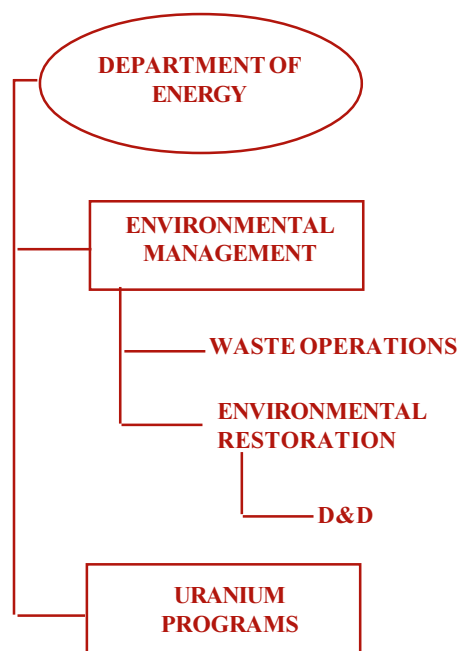 DEPARTMENT OF
ENERGY
ENVIRONMENTAL
MANAGEMENT
WASTE OPERATIONS
ENVIRONMENTAL
RESTORATION
D&D
URANIUM
PROGRAMS